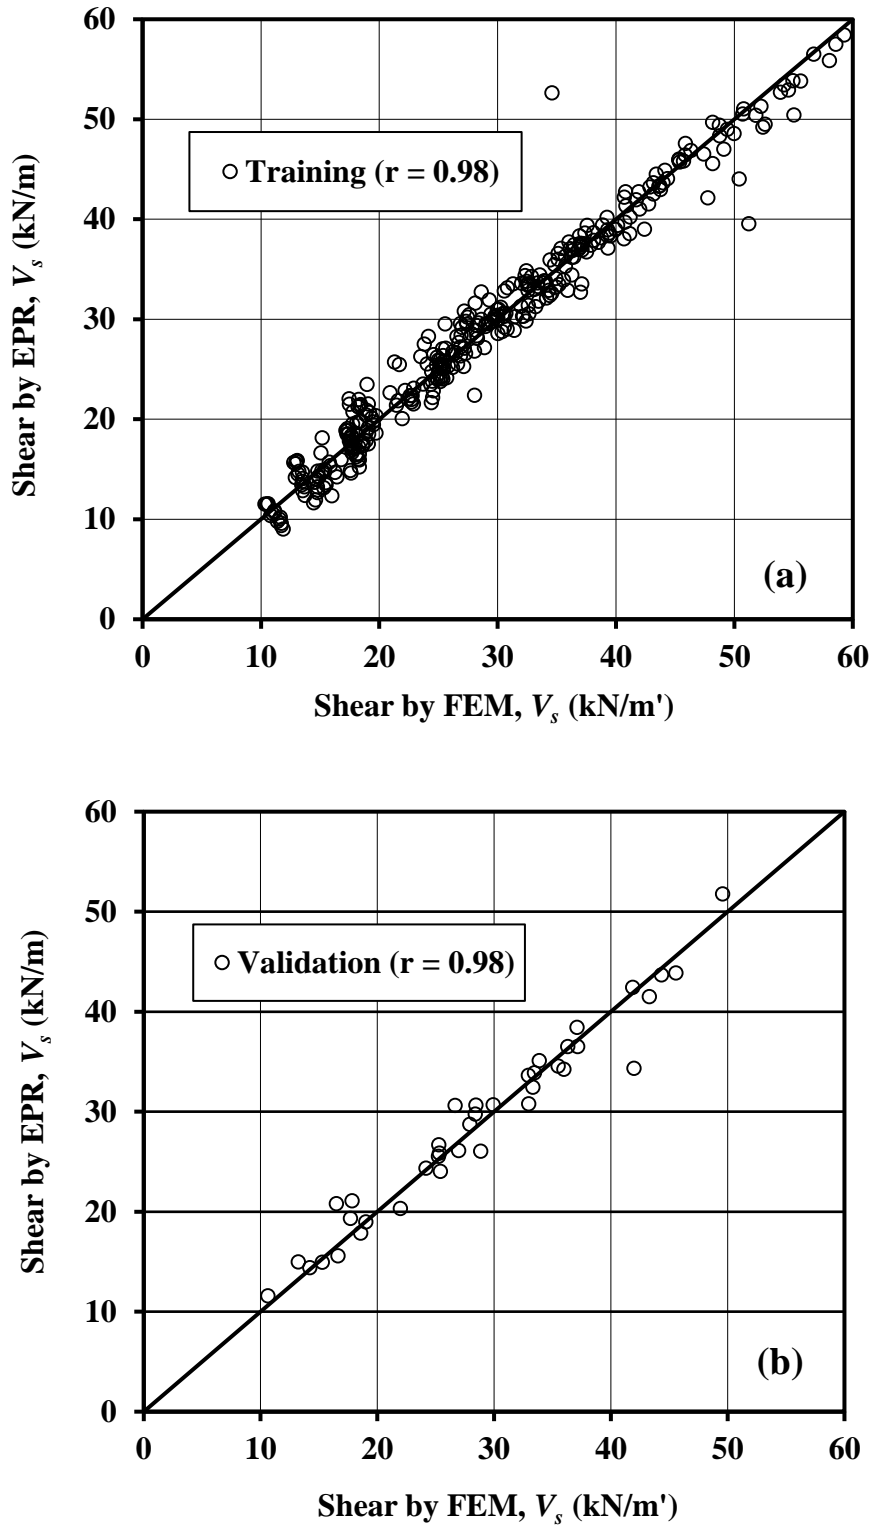 60
50
40
30
20
10
0
Shear by EPR, Vs (kN/m)
Training (r = 0.98)
(a)
0 10 20 30 40 50 60
Shear by FEM, Vs (kN/m')
60
50
40
30
20
10
0
Shear by EPR, Vs (kN/m)
Validation (r = 0.98)
(b)
0 10 20 30 40 50 60
Shear by FEM, Vs (kN/m')